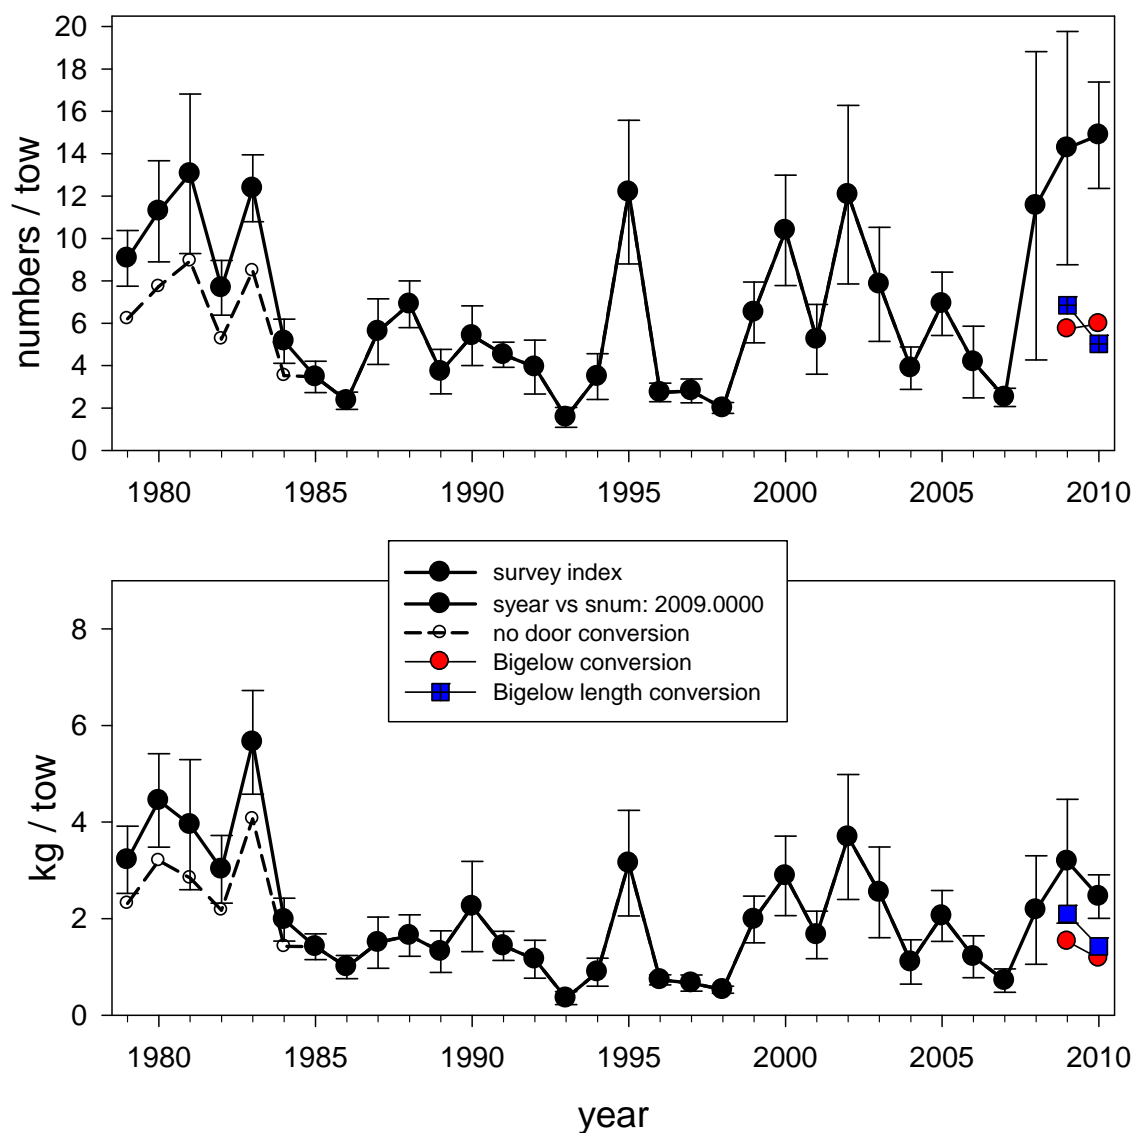 20
18
16
14
12
10
8
6
4
2
0
numbers / tow
1980 1985 1990 1995 2000 2005 2010
survey index
syear vs snum: 2009.0000
no door conversion
Bigelow conversion
Bigelow length conversion
8
6
4
2
0
kg / tow
1980 1985 1990 1995 2000 2005 2010
year